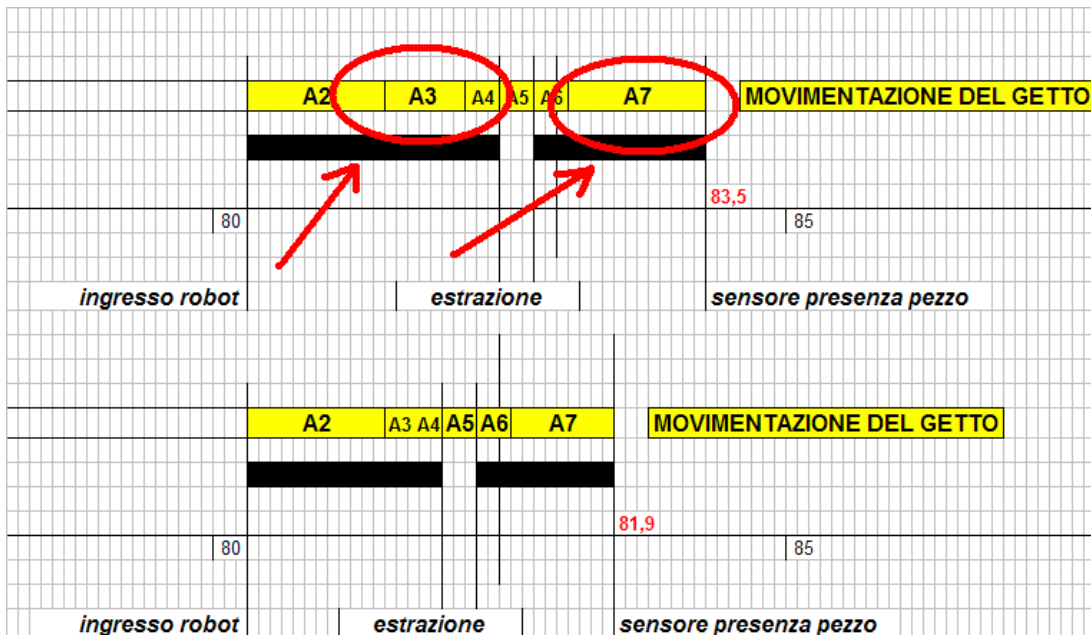 A2 A3 A4 A5 A6 A7 MOVIMENTAZIONE DEL GETTO
83,5
80 85
ingresso robot estrazione sensore presenza pezzo
A2 A3 A4 A5 A6 A7 MOVIMENTAZIONE DEL GETTO
81,9
80 85
ingresso robot estrazione sensore presenza pezzo